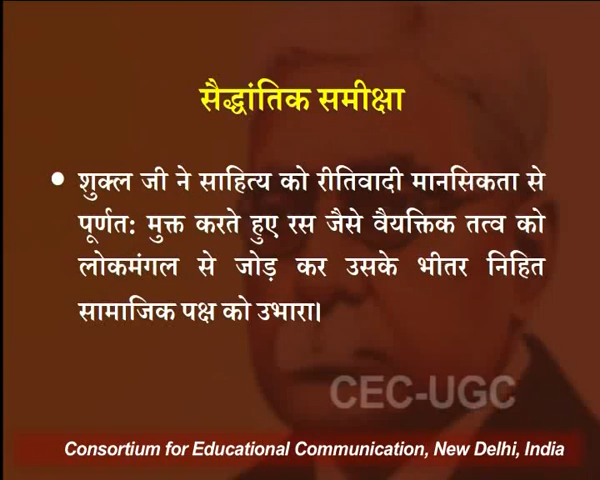 सैद्धांतिक समीक्षा
• शुक्ल जी ने साहित्य को रीतिवादी मानसिकता से
पूर्णत: मुक्त करते हुए रस जैसे वैयक्तिक तत्व को
लोकमंगल से जोड़ कर उसके भीतर निहित
सामाजिक पक्ष को उभारा।
CEC-UGC
Consortium for Educational Communication, New Delhi, India